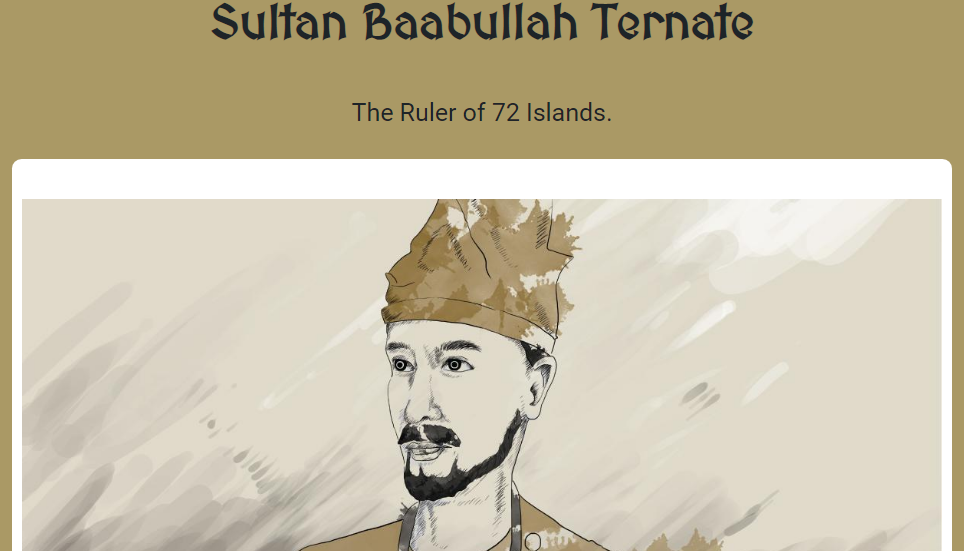 Sultan Baabullah Ternate
The Ruler of 72 Islands.